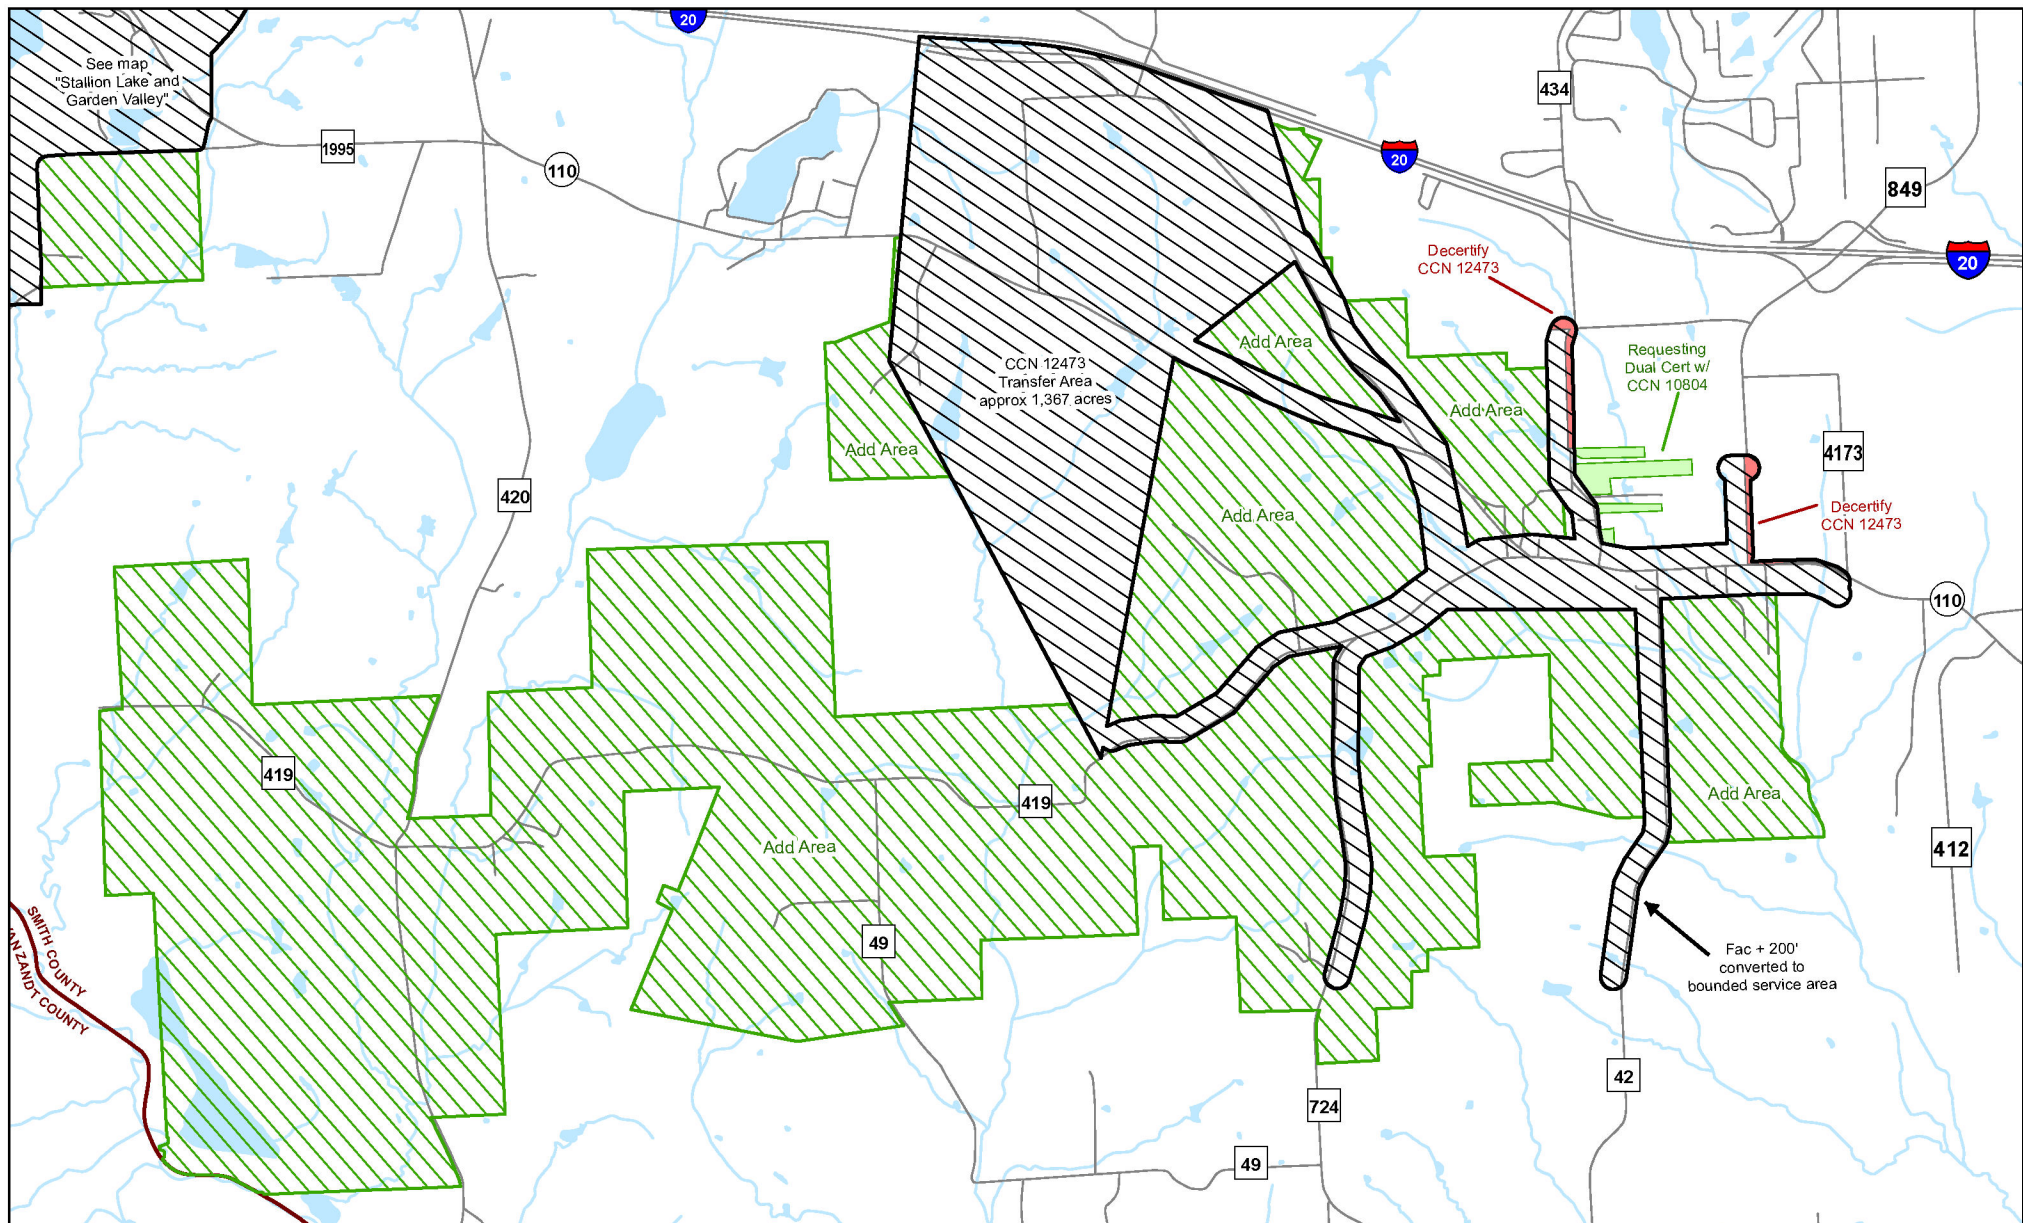 20
See map
"Stallion Lake and
Garden Valley"
1995
110
434
20
849
20
Decertify
CCN 12473
Add Area
Requesting
Dual Cert w/
CCN 10804
CCN 12473
Transfer Area
approx 1,367 acres
Add Area
Add Area
4173
420
Add Area
Decertify
CCN 12473
110
419
419
Add Area
Add Area
412
49
SMITH COUNTY
VAN ZANDT COUNTY
Fac + 200'
converted to
bounded service area
42
724
49